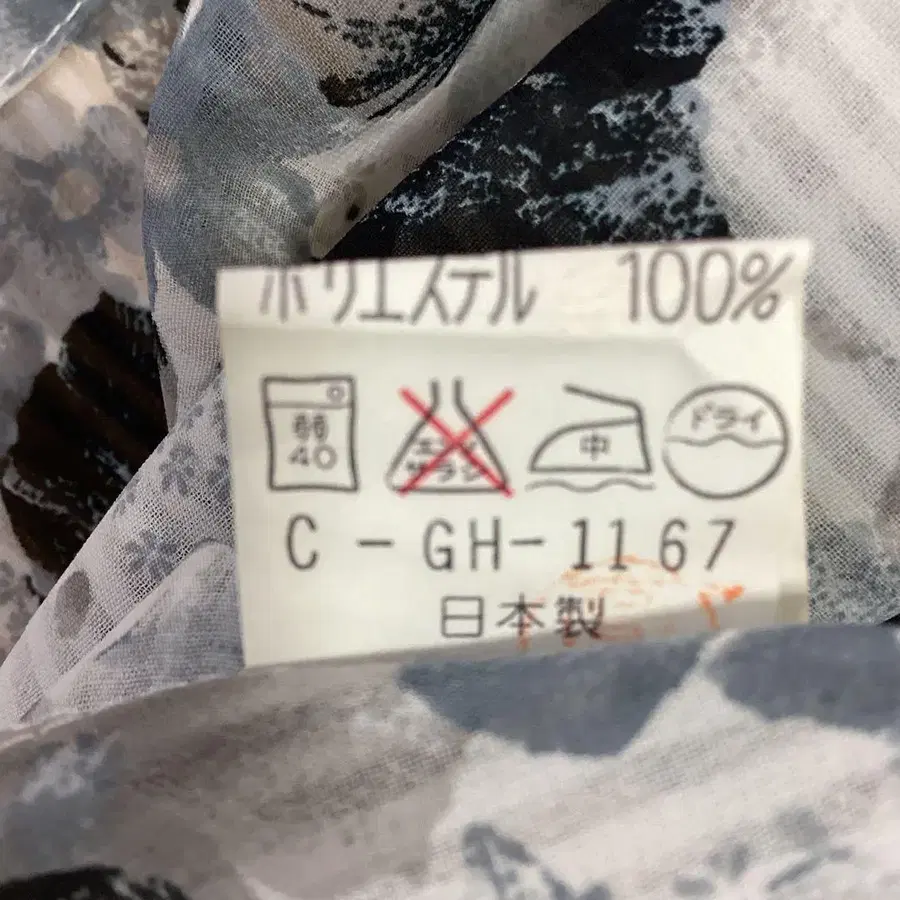 ポリエステル 100%
弱 40 エンソ サラシ 中 ドライ
C-GH-1167
日本製